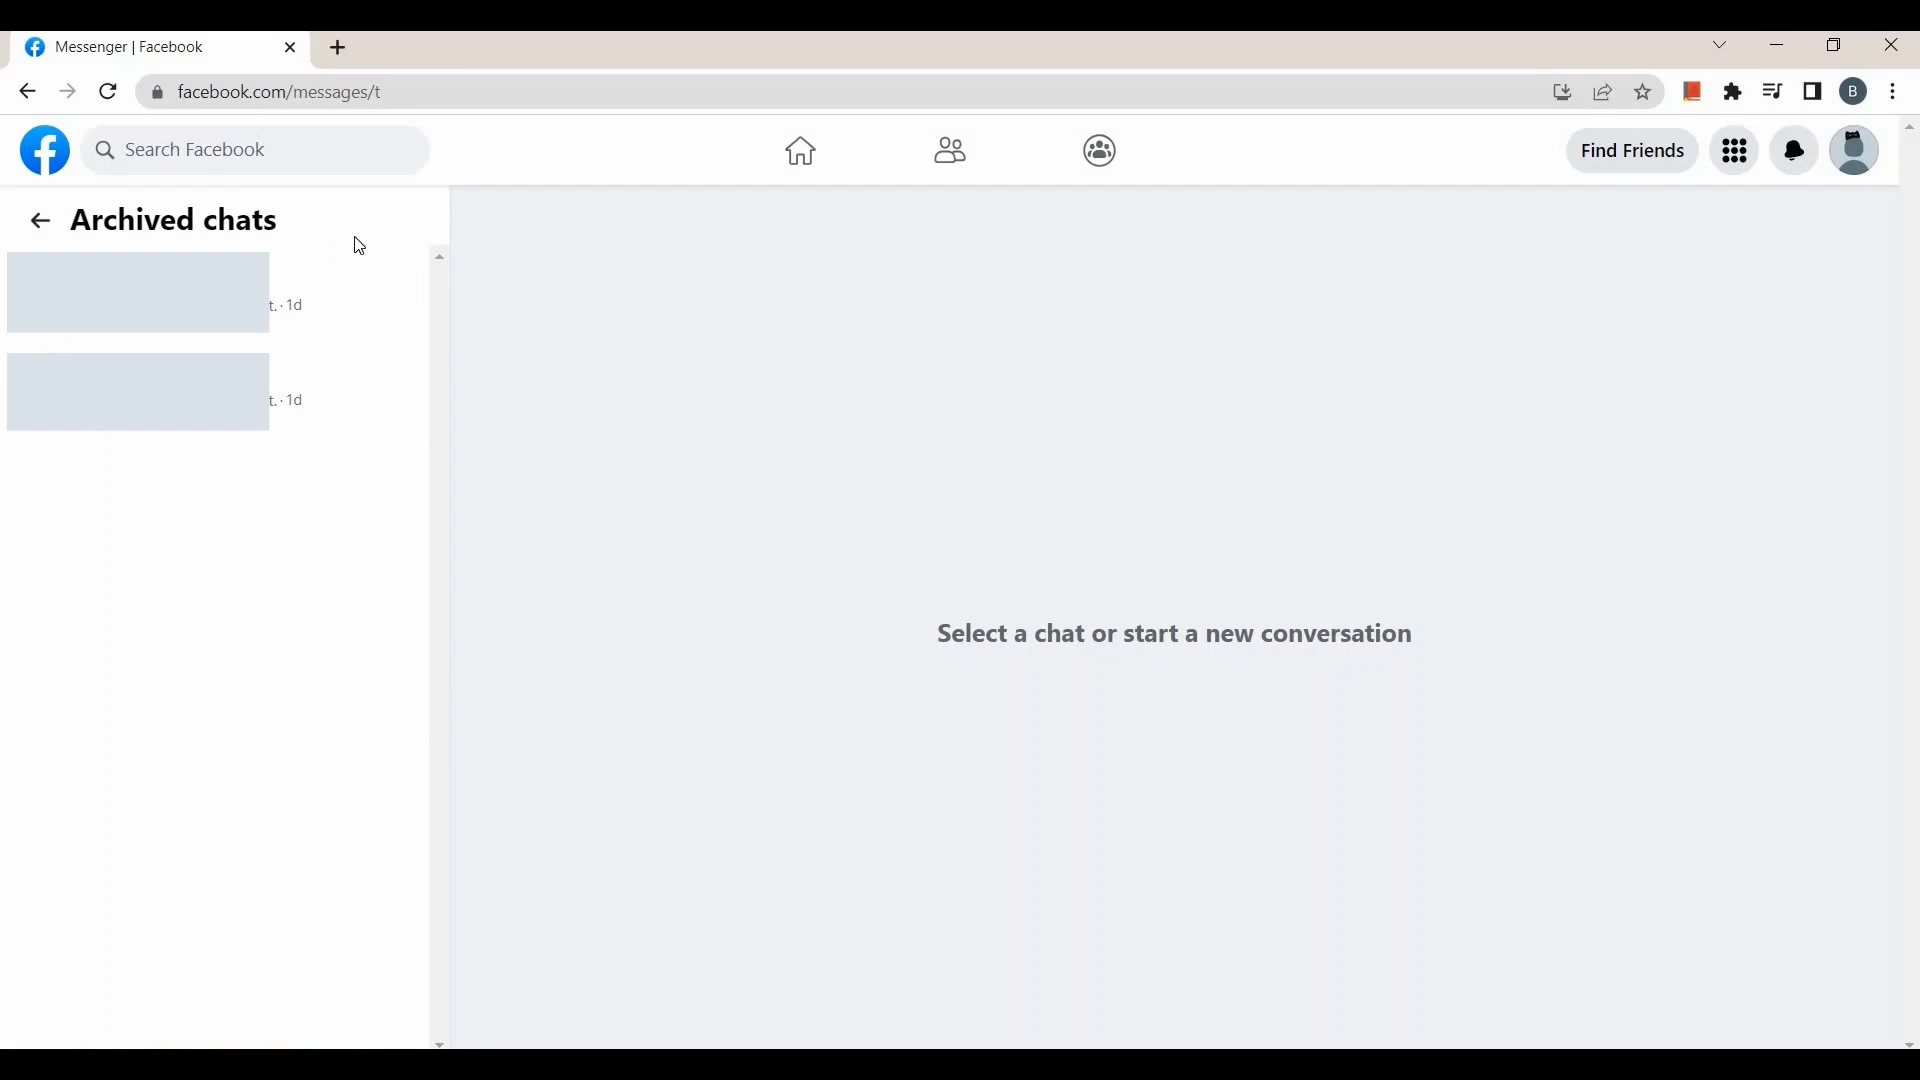 Messenger | Facebook
facebook.com/messages/t
B
Search Facebook
Find Friends
Archived chats
t. · 1d
t. · 1d
Select a chat or start a new conversation